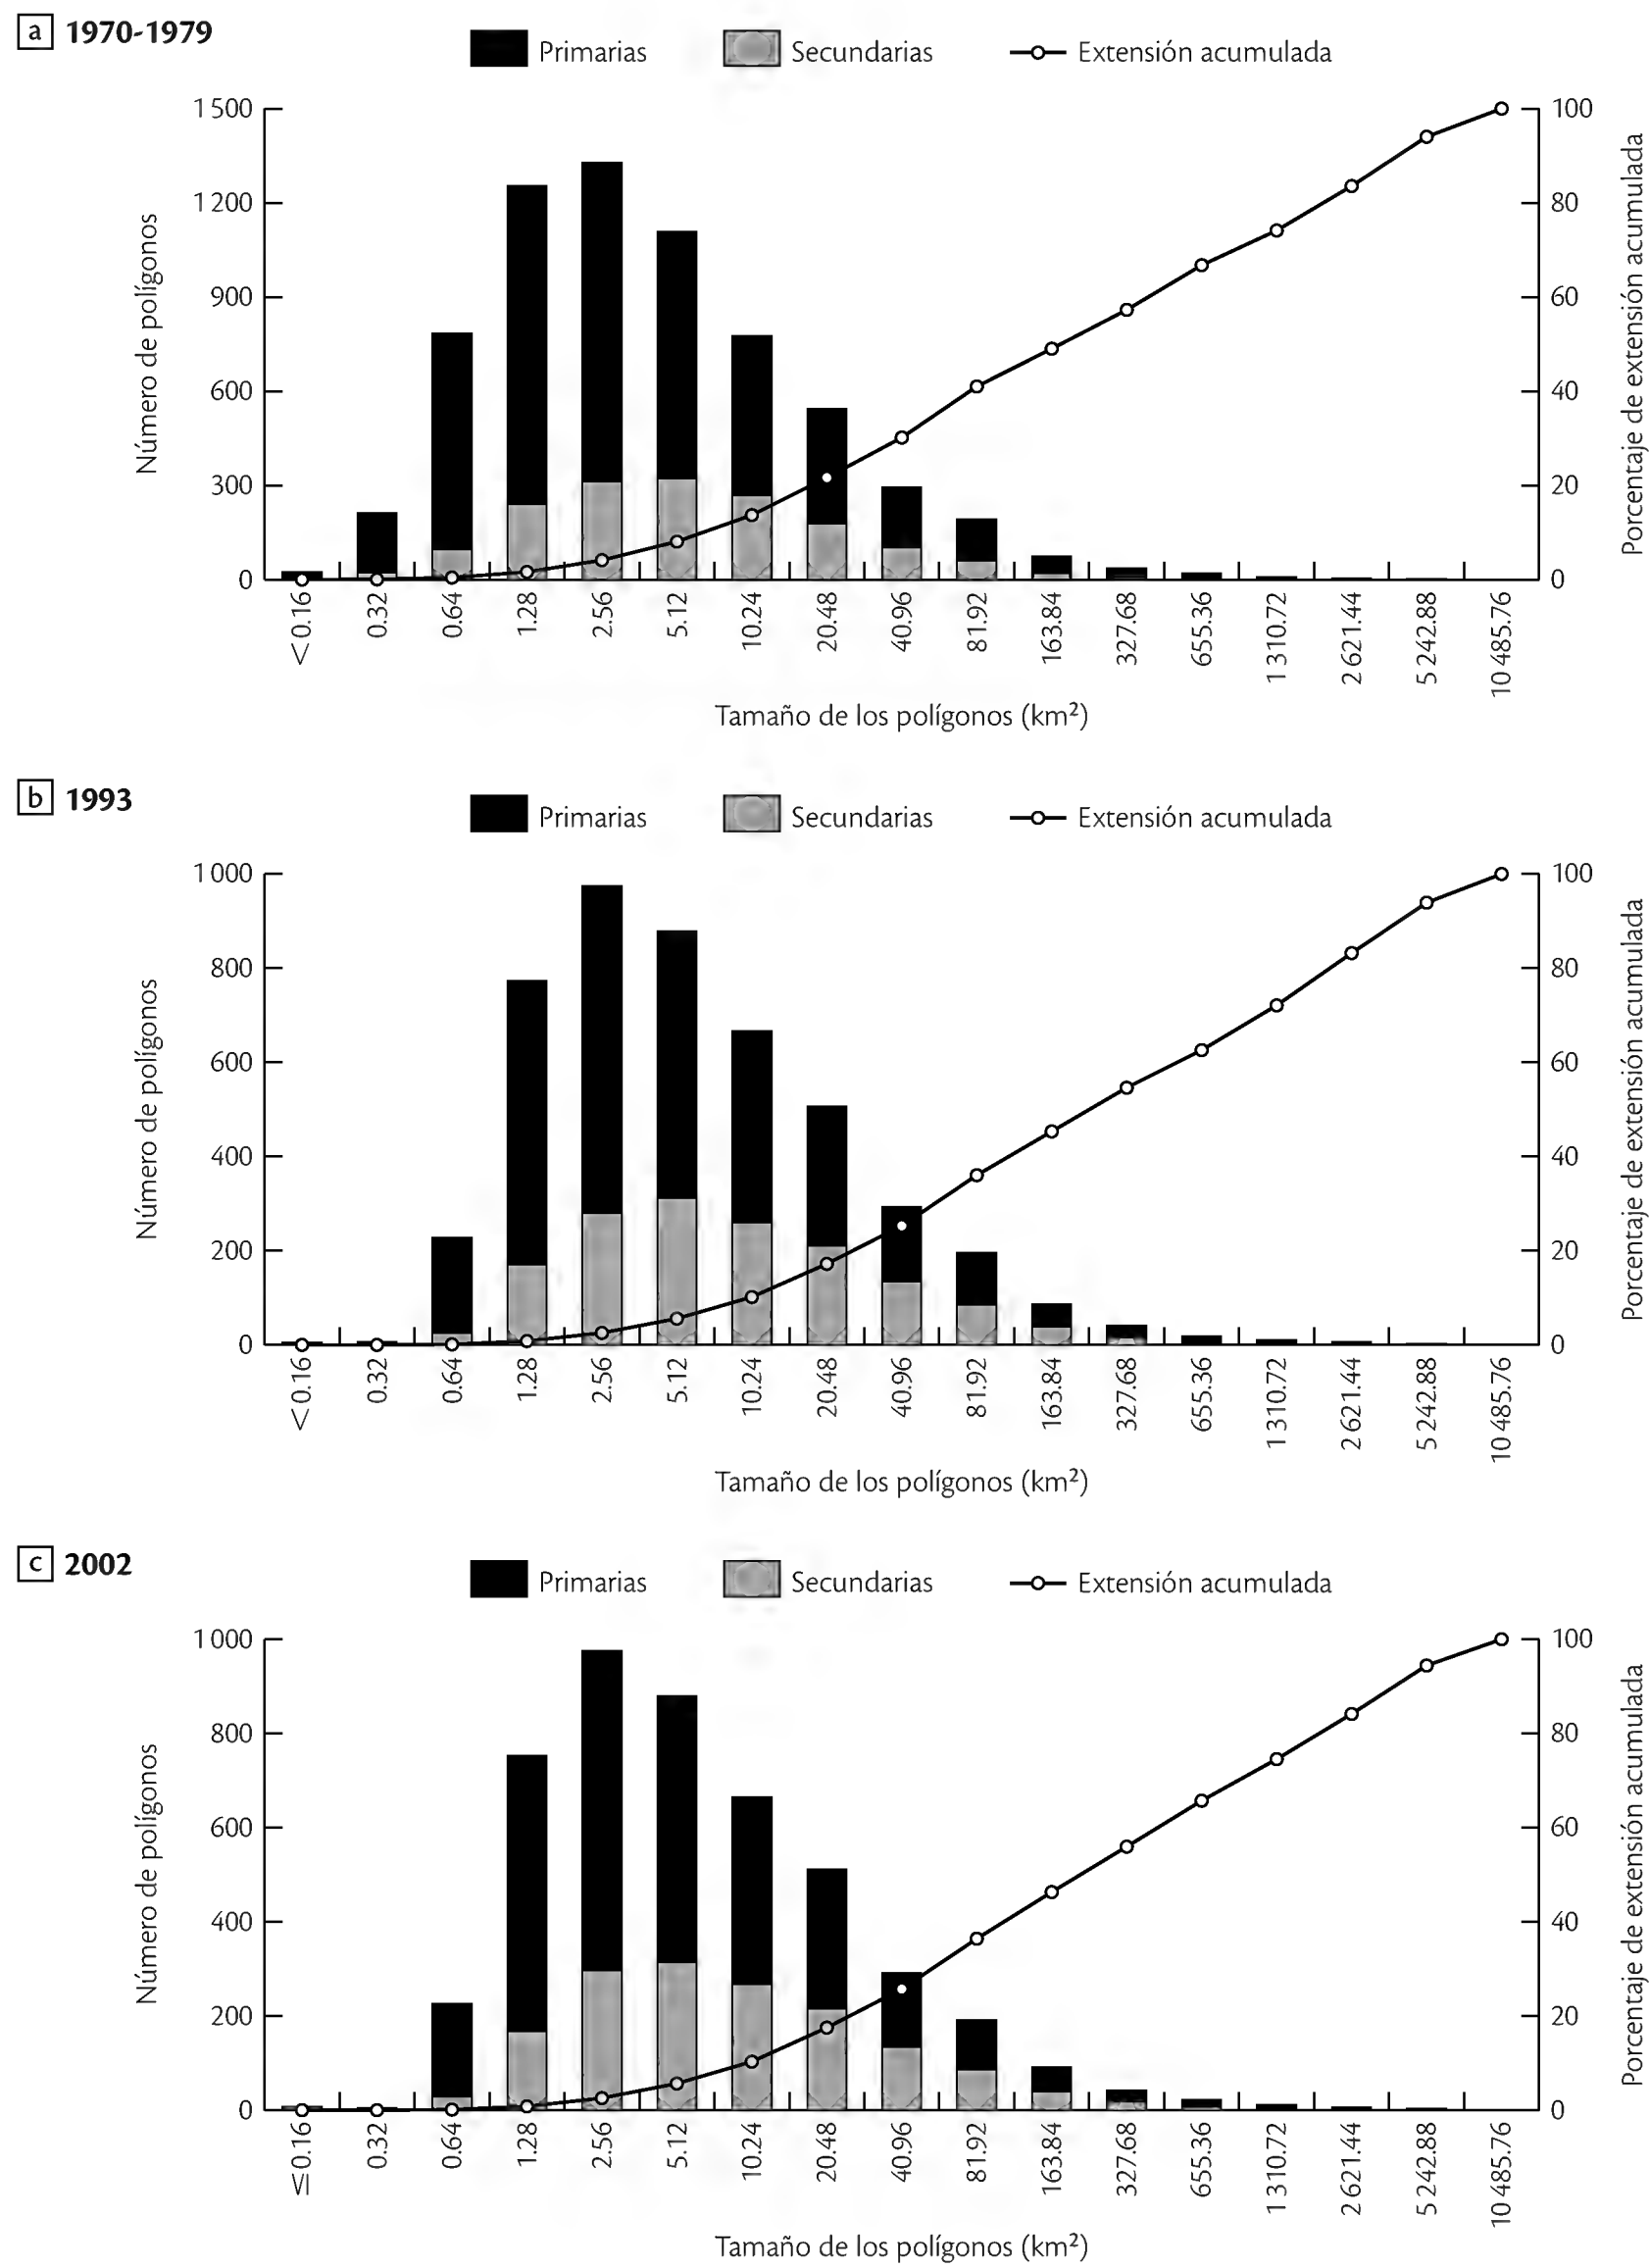 a 1970-1979
Primarias Secundarias Extensión acumulada
1 500
1 200
900
600
300
0
Número de polígonos
100
80
60
40
20
0
Porcentaje de extensión acumulada
< 0.16 0.32 0.64 1.28 2.56 5.12 10.24 20.48 40.96 81.92 163.84 327.68 655.36 1 310.72 2 621.44 5 242.88 10 485.76
Tamaño de los polígonos (km²)
b 1993
Primarias Secundarias Extensión acumulada
1 000
800
600
400
200
0
Número de polígonos
100
80
60
40
20
0
Porcentaje de extensión acumulada
< 0.16 0.32 0.64 1.28 2.56 5.12 10.24 20.48 40.96 81.92 163.84 327.68 655.36 1 310.72 2 621.44 5 242.88 10 485.76
Tamaño de los polígonos (km²)
c 2002
Primarias Secundarias Extensión acumulada
1 000
800
600
400
200
0
Número de polígonos
100
80
60
40
20
0
Porcentaje de extensión acumulada
≤ 0.16 0.32 0.64 1.28 2.56 5.12 10.24 20.48 40.96 81.92 163.84 327.68 655.36 1 310.72 2 621.44 5 242.88 10 485.76
Tamaño de los polígonos (km²)